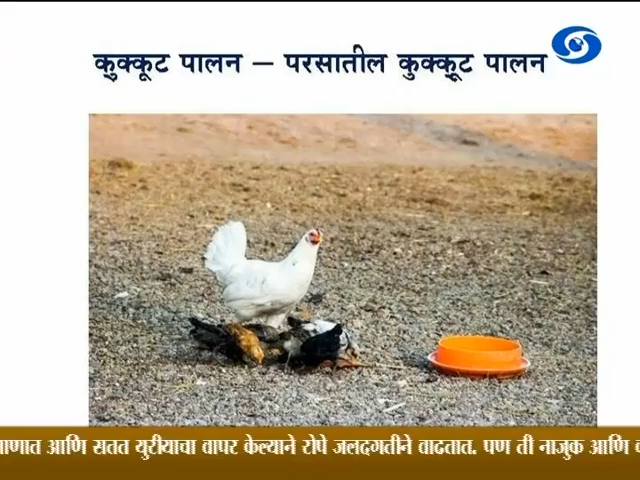 कुक्कूट पालन – परसातील कुक्कूट पालन
आणि सतत युरीयाचा वापर केल्याने रोपे जलदगतीने वाढतात. पण ती नाजुक आणि